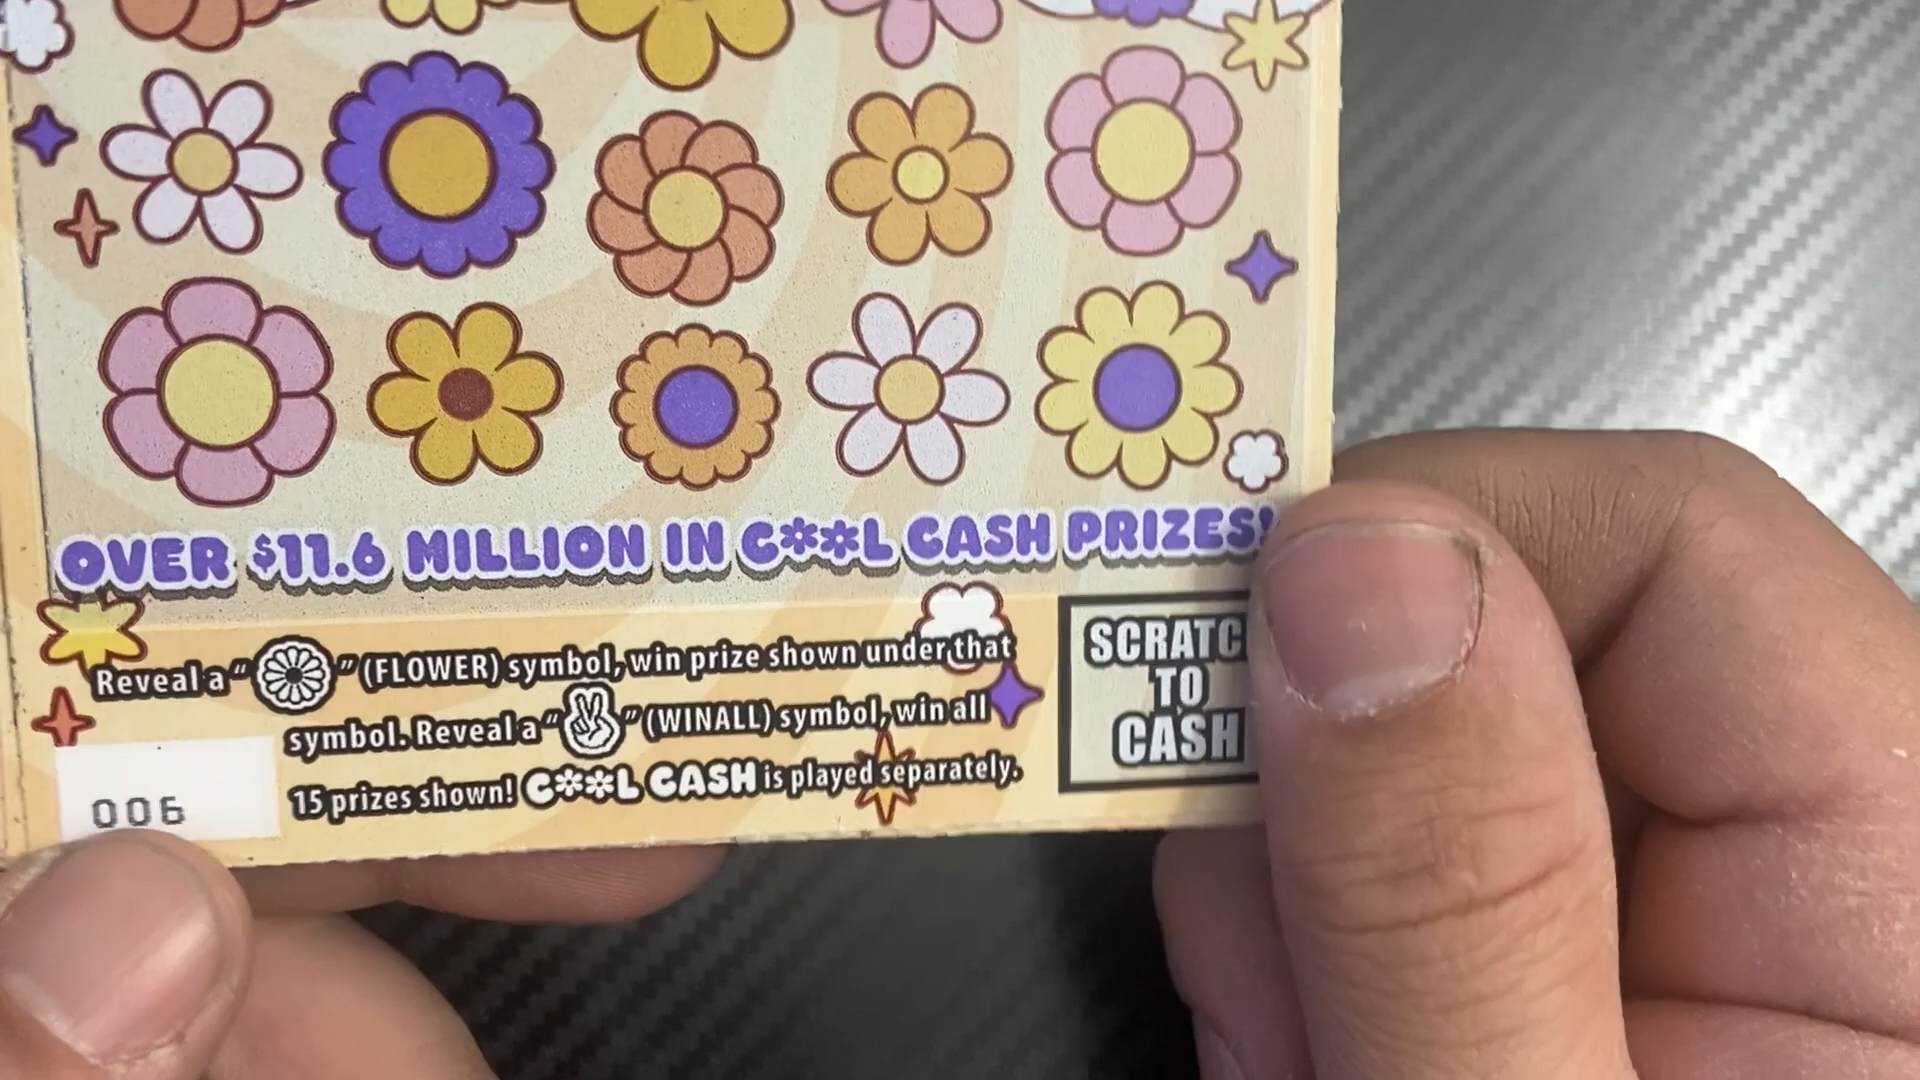 OVER $11.6 MILLION IN C**L CASH PRIZES!
Reveal a " " (FLOWER) symbol, win prize shown under that
symbol. Reveal a " " (WINALL) symbol, win all
15 prizes shown! C**L CASH is played separately.
SCRATC
TO
CASH
006